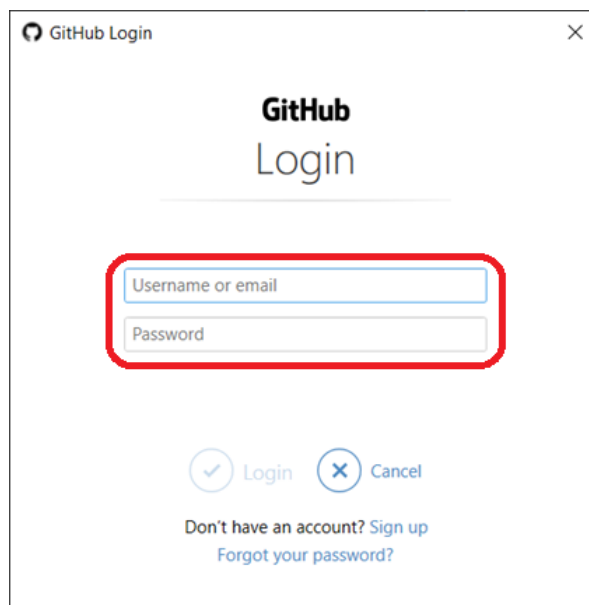 GitHub Login
GitHub
Login
Username or email
Password
Login Cancel
Don't have an account? Sign up
Forgot your password?